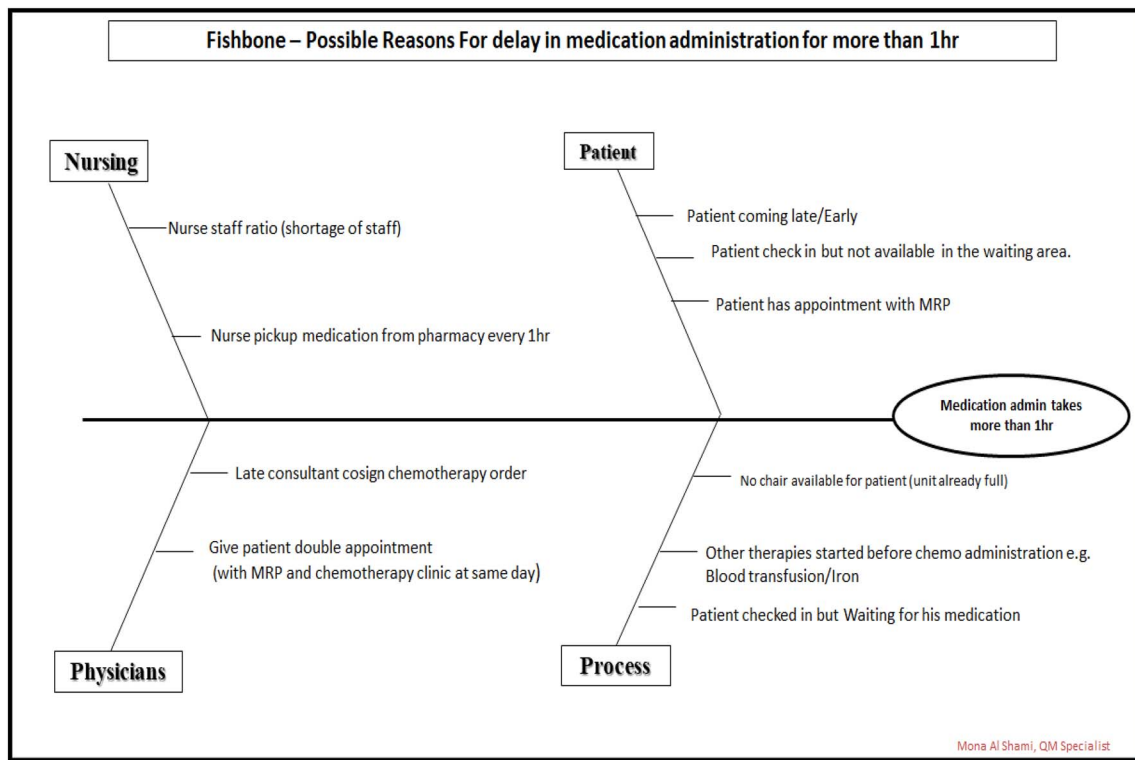 Fishbone – Possible Reasons For delay in medication administration for more than 1hr
Nursing
Nurse staff ratio (shortage of staff)
Nurse pickup medication from pharmacy every 1hr
Patient
Patient coming late/Early
Patient check in but not available in the waiting area.
Patient has appointment with MRP
Medication admin takes
more than 1hr
Late consultant cosign chemotherapy order
Give patient double appointment
(with MRP and chemotherapy clinic at same day)
Physicians
No chair available for patient (unit already full)
Other therapies started before chemo administration e.g.
Blood transfusion/Iron
Patient checked in but Waiting for his medication
Process
Mona Al Shami, QM Specialist